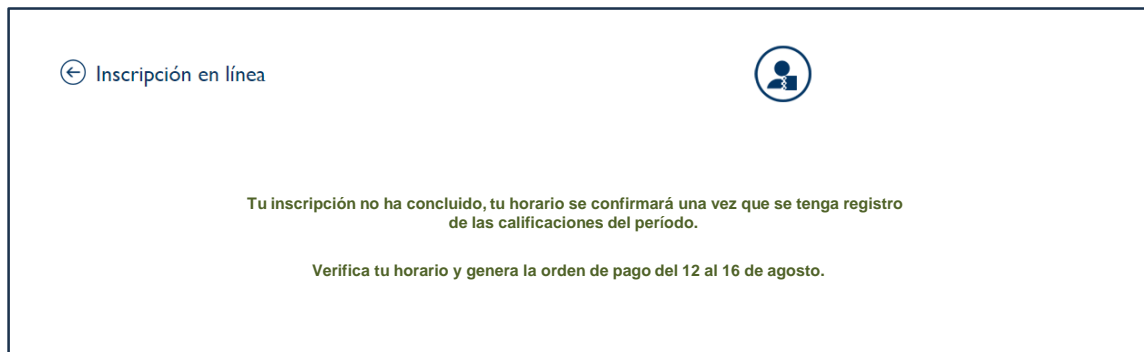 Inscripción en línea
Tu inscripción no ha concluido, tu horario se confirmará una vez que se tenga registro
de las calificaciones del período.
Verifica tu horario y genera la orden de pago del 12 al 16 de agosto.